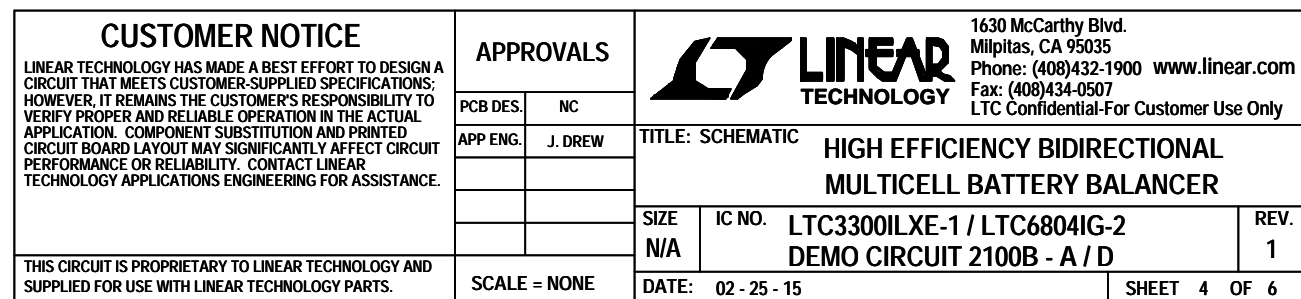 CUSTOMER NOTICE
LINEAR TECHNOLOGY HAS MADE A BEST EFFORT TO DESIGN A
CIRCUIT THAT MEETS CUSTOMER-SUPPLIED SPECIFICATIONS;
HOWEVER, IT REMAINS THE CUSTOMER'S RESPONSIBILITY TO
VERIFY PROPER AND RELIABLE OPERATION IN THE ACTUAL
APPLICATION. COMPONENT SUBSTITUTION AND PRINTED
CIRCUIT BOARD LAYOUT MAY SIGNIFICANTLY AFFECT CIRCUIT
PERFORMANCE OR RELIABILITY. CONTACT LINEAR
TECHNOLOGY APPLICATIONS ENGINEERING FOR ASSISTANCE.
THIS CIRCUIT IS PROPRIETARY TO LINEAR TECHNOLOGY AND
SUPPLIED FOR USE WITH LINEAR TECHNOLOGY PARTS.
APPROVALS
PCB DES. NC
APP ENG. J. DREW
SCALE = NONE
LINEAR
TECHNOLOGY
1630 McCarthy Blvd.
Milpitas, CA 95035
Phone: (408)432-1900 www.linear.com
Fax: (408)434-0507
LTC Confidential-For Customer Use Only
TITLE: SCHEMATIC
HIGH EFFICIENCY BIDIRECTIONAL
MULTICELL BATTERY BALANCER
SIZE
N/A
IC NO. LTC3300ILXE-1 / LTC6804IG-2
DEMO CIRCUIT 2100B - A / D
REV.
1
DATE: 02 - 25 - 15
SHEET 4 OF 6